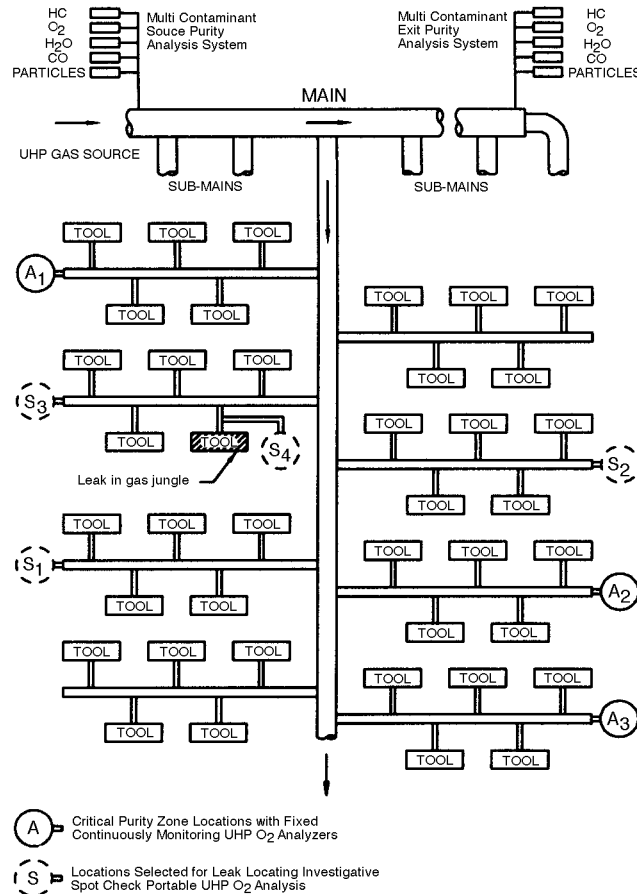 HC
O2
H2O
CO
PARTICLES
Multi Contaminant
Souce Purity
Analysis System
Multi Contaminant
Exit Purity
Analysis System
HC
O2
H2O
CO
PARTICLES
MAIN
UHP GAS SOURCE
SUB-MAINS
SUB-MAINS
TOOL TOOL TOOL
A1
TOOL TOOL
TOOL TOOL TOOL
TOOL TOOL
TOOL TOOL TOOL
S3
TOOL TOOL
S4
Leak in gas jungle
TOOL TOOL TOOL
S2
TOOL TOOL
TOOL TOOL TOOL
S1
TOOL TOOL
TOOL TOOL TOOL
A2
TOOL TOOL
TOOL TOOL TOOL
TOOL TOOL
TOOL TOOL TOOL
A3
TOOL TOOL
A
Critical Purity Zone Locations with Fixed
Continuously Monitoring UHP O2 Analyzers
S
Locations Selected for Leak Locating Investigative
Spot Check Portable UHP O2 Analysis